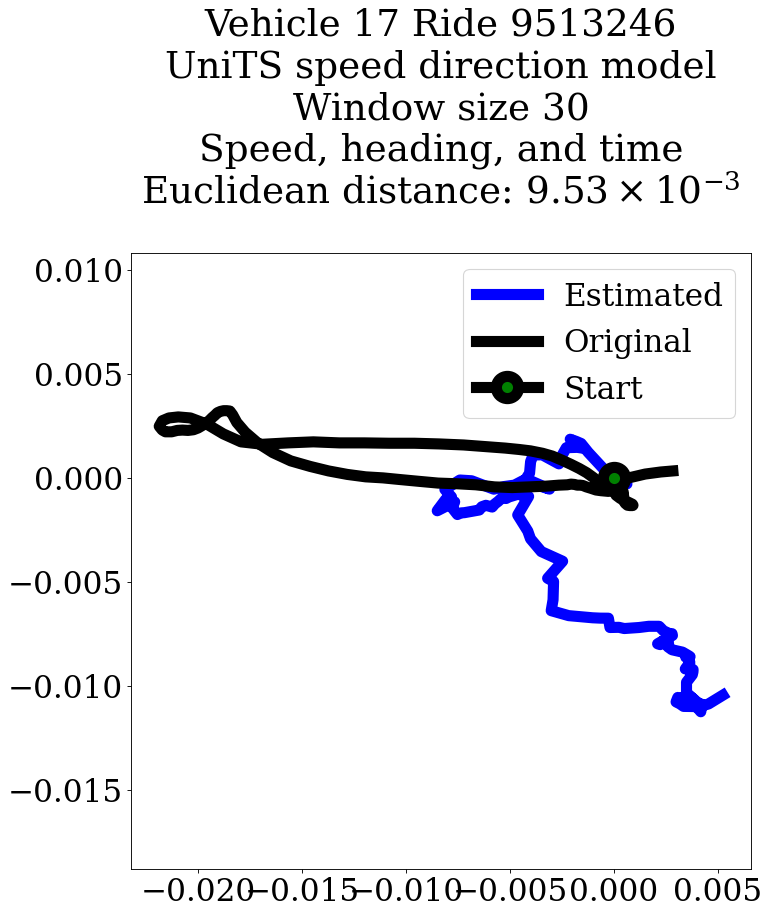 Vehicle 17 Ride 9513246
UniTS speed direction model
Window size 30
Speed, heading, and time
Euclidean distance: 9.53 × 10⁻³
Estimated
Original
Start
0.010
0.005
0.000
−0.005
−0.010
−0.015
−0.020 −0.015 −0.010 −0.005 0.000 0.005